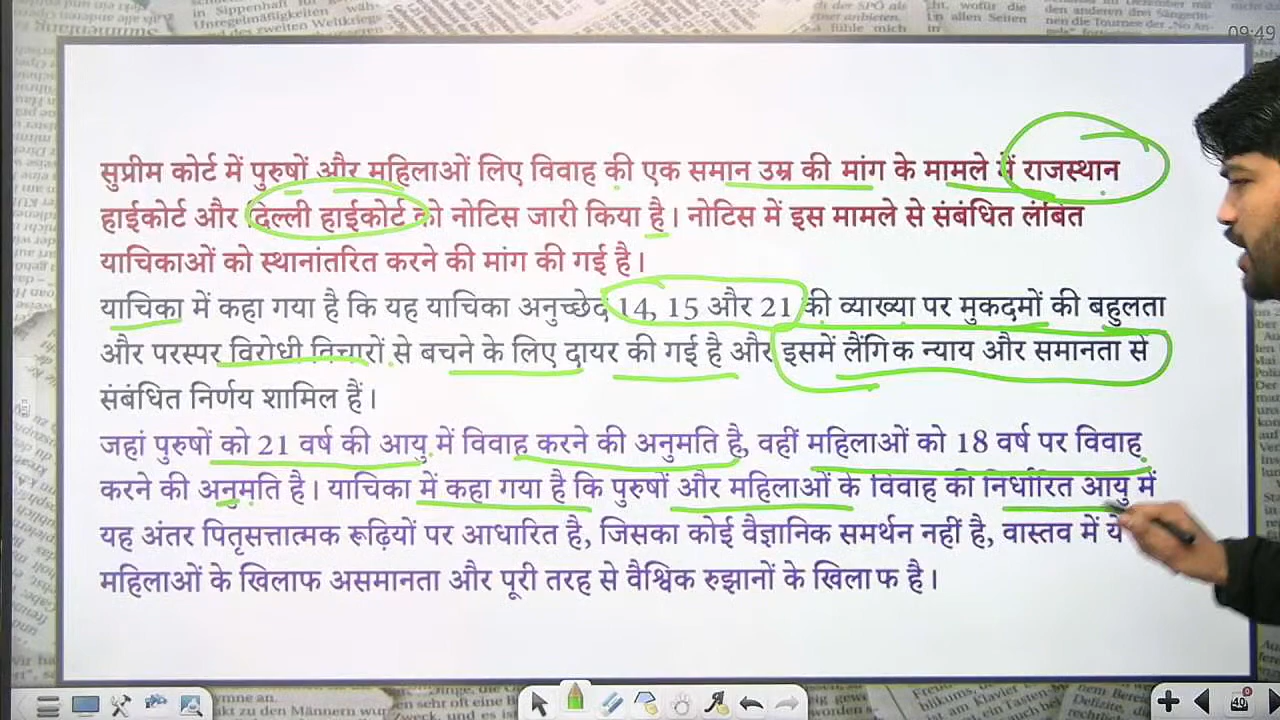 09:49
सुप्रीम कोर्ट में पुरुषों और महिलाओं लिए विवाह की एक समान उम्र की मांग के मामले में राजस्थान
हाईकोर्ट और दिल्ली हाईकोर्ट को नोटिस जारी किया है। नोटिस में इस मामले से संबंधित लंबित
याचिकाओं को स्थानांतरित करने की मांग की गई है।
याचिका में कहा गया है कि यह याचिका अनुच्छेद 14, 15 और 21 की व्याख्या पर मुकदमों की बहुलता
और परस्पर विरोधी विचारों से बचने के लिए दायर की गई है और इसमें लैंगिक न्याय और समानता से
संबंधित निर्णय शामिल हैं।
जहां पुरुषों को 21 वर्ष की आयु में विवाह करने की अनुमति है, वहीं महिलाओं को 18 वर्ष पर विवाह
करने की अनुमति है। याचिका में कहा गया है कि पुरुषों और महिलाओं के विवाह की निर्धारित आयु में
यह अंतर पितृसत्तात्मक रूढ़ियों पर आधारित है, जिसका कोई वैज्ञानिक समर्थन नहीं है, वास्तव में ये
महिलाओं के खिलाफ असमानता और पूरी तरह से वैश्विक रुझानों के खिलाफ है।
40